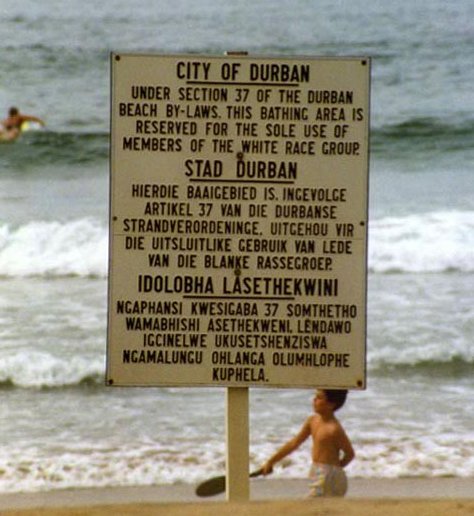 CITY OF DURBAN
UNDER SECTION 37 OF THE DURBAN
BEACH BY-LAWS. THIS BATHING AREA IS
RESERVED FOR THE SOLE USE OF
MEMBERS OF THE WHITE RACE GROUP.
STAD DURBAN
HIERDIE BAAIGEBIED IS, INGEVOLGE
ARTIKEL 37 VAN DIE DURBANSE
STRANDVERORDENINGE, UITGEHOU VIR
DIE UITSLUITLIKE GEBRUIK VAN LEDE
VAN DIE BLANKE RASSEGROEP.
IDOLOBHA LASETHEKWINI
NGAPHANSI KWESIGABA 37 SOMTHETHO
WAMABHISHI ASETHEKWENI, LENDAWO
IGCINELWE UKUSETSHENZISWA
NGAMALUNGU OHLANGA OLUMHLOPHE
KUPHELA.